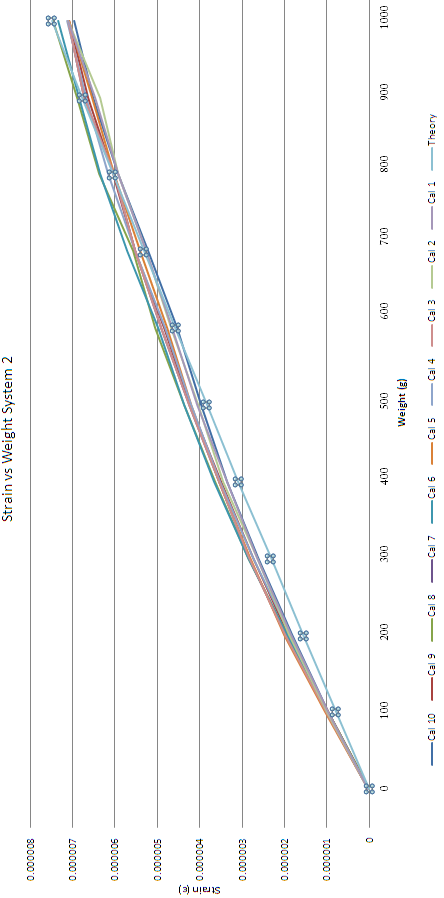 Strain vs Weight System 2
0.000008
0.000007
0.000006
0.000005
0.000004
0.000003
0.000002
0.000001
0
Strain (ε)
0
100
200
300
400
500
600
700
800
900
1000
Weight (g)
Cal 10
Cal 9
Cal 8
Cal 7
Cal 6
Cal 5
Cal 4
Cal 3
Cal 2
Cal 1
Theory